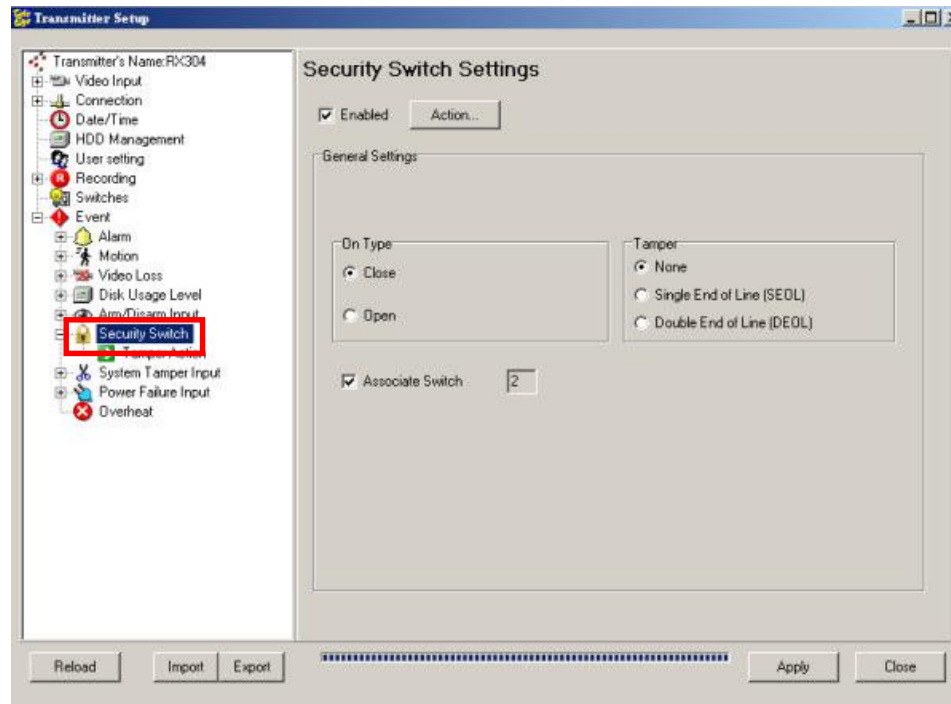 Transmitter Setup
Transmitter's Name:RX304
Video Input
Connection
Date/Time
HDD Management
User setting
Recording
Switches
Event
Alarm
Motion
Video Loss
Disk Usage Level
Arm/Disarm Input
Security Switch
Tamper Action
System Tamper Input
Power Failure Input
Overheat
Security Switch Settings
Enabled
Action...
General Settings
On Type
Close
Open
Tamper
None
Single End of Line (SEOL)
Double End of Line (DEOL)
Associate Switch
2
Reload
Import
Export
Apply
Close